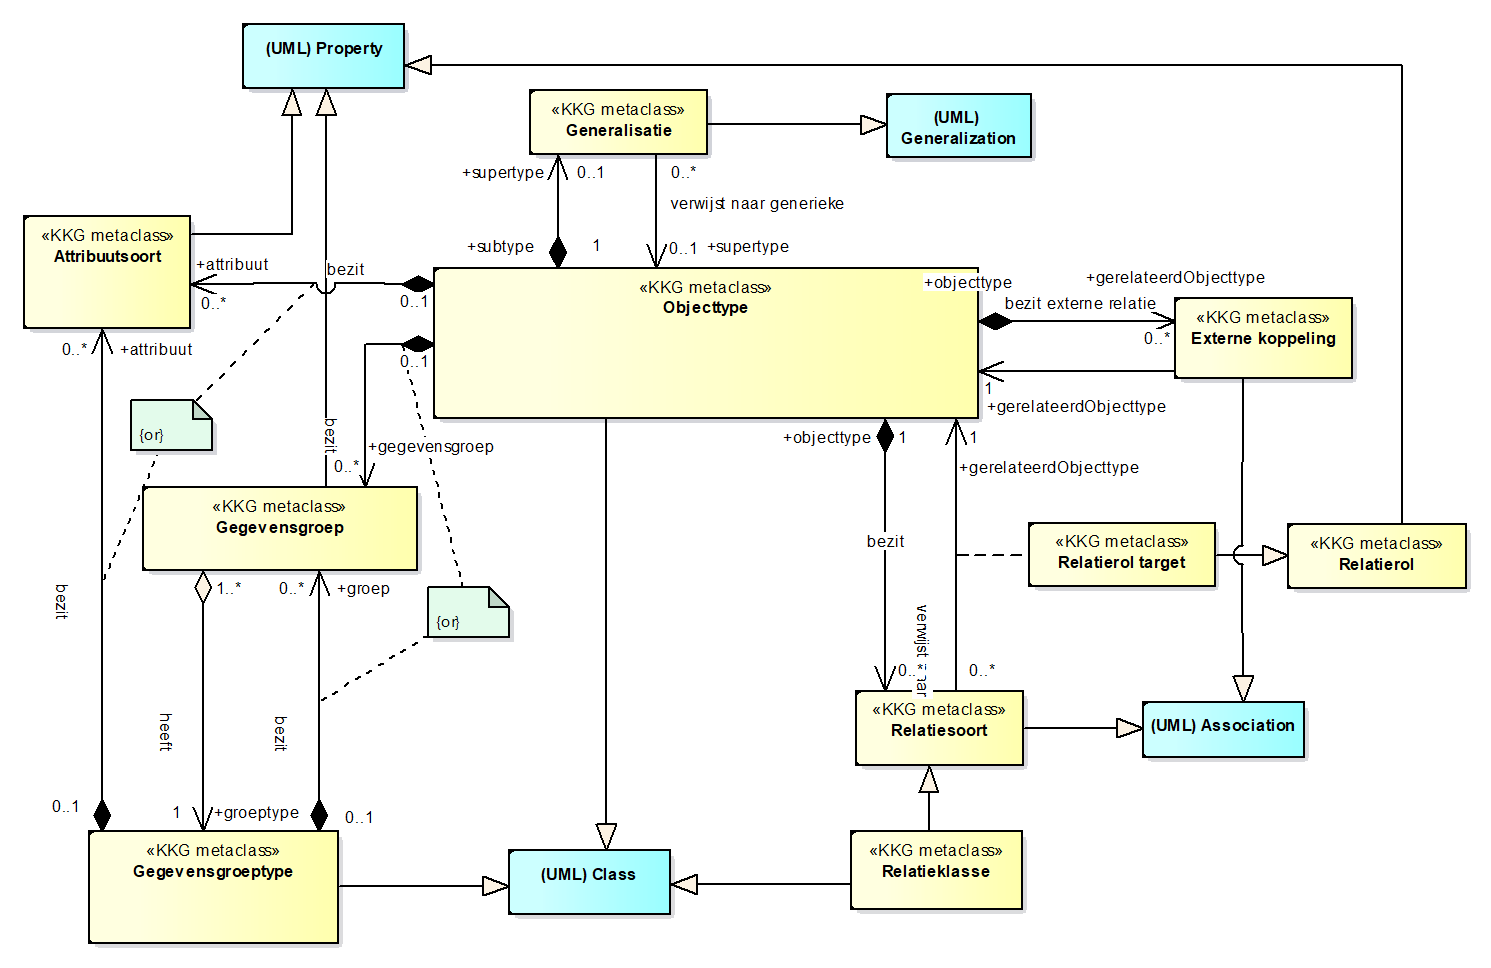 (UML) Property
«KKG metaclass»
Generalisatie
(UML)
Generalization
+supertype
0..1
0..*
verwijst naar generieke
+subtype
1
0..1
+supertype
«KKG metaclass»
Attribuutsoort
+attribuut
0..*
bezit
0..1
«KKG metaclass»
Objecttype
+objecttype
+gerelateerdObjecttype
bezit externe relatie
0..*
«KKG metaclass»
Externe koppeling
1
+gerelateerdObjecttype
0..*
+attribuut
0..1
{or}
bezit
+gegevensgroep
0..*
+objecttype
1
1
+gerelateerdObjecttype
«KKG metaclass»
Gegevensgroep
bezit
«KKG metaclass»
Relatierol target
«KKG metaclass»
Relatierol
1..*
0..*
+groep
bezit
{or}
verwijst naar
0..*
0..*
heeft
bezit
«KKG metaclass»
Relatiesoort
(UML) Association
0..1
1
+groeptype
0..1
«KKG metaclass»
Gegevensgroeptype
(UML) Class
«KKG metaclass»
Relatieklasse